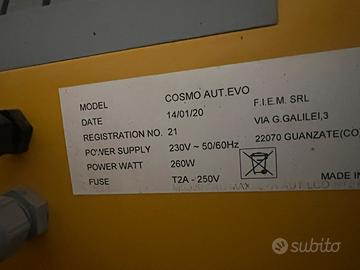 MODEL COSMO AUT.EVO
DATE 14/01/20 F.I.E.M. SRL
REGISTRATION NO. 21 VIA G.GALILEI,3
POWER SUPPLY 230V ~ 50/60Hz 22070 GUANZATE(CO
POWER WATT 260W
FUSE T2A - 250V
MADE IN
subito